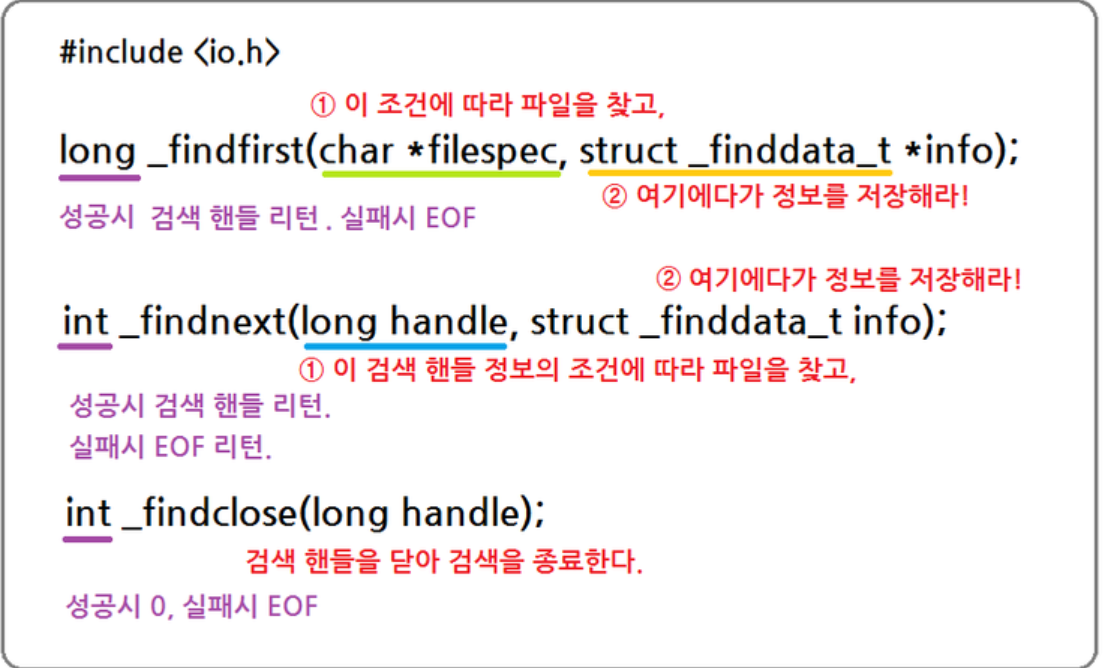 #include <io.h>
① 이 조건에 따라 파일을 찾고,
long _findfirst(char *filespec, struct _finddata_t *info);
② 여기에다가 정보를 저장해라!
성공시 검색 핸들 리턴 . 실패시 EOF
② 여기에다가 정보를 저장해라!
int _findnext(long handle, struct _finddata_t info);
① 이 검색 핸들 정보의 조건에 따라 파일을 찾고,
성공시 검색 핸들 리턴.
실패시 EOF 리턴.
int _findclose(long handle);
검색 핸들을 닫아 검색을 종료한다.
성공시 0, 실패시 EOF